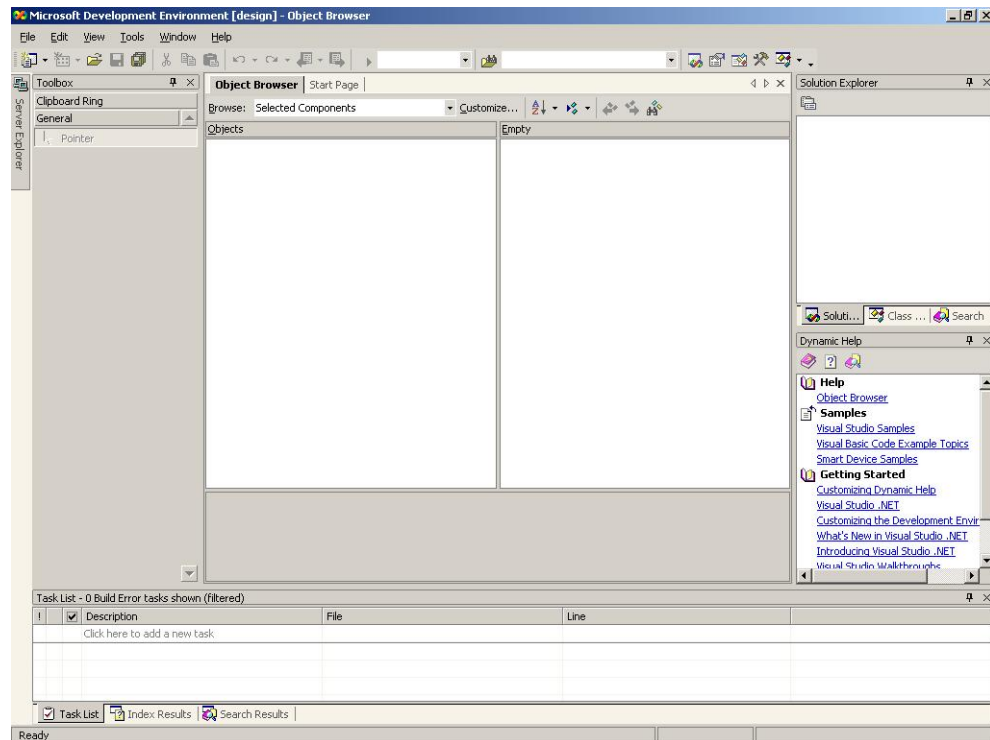 Microsoft Development Environment [design] - Object Browser
File Edit View Tools Window Help
Server Explorer
Toolbox
Clipboard Ring
General
Pointer
Object Browser Start Page
Browse: Selected Components Customize...
Objects
Empty
Solution Explorer
Soluti... Class ... Search
Dynamic Help
Help
Object Browser
Samples
Visual Studio Samples
Visual Basic Code Example Topics
Smart Device Samples
Getting Started
Customizing Dynamic Help
Visual Studio .NET
Customizing the Development Envir
What's New in Visual Studio .NET
Introducing Visual Studio .NET
Visual Studio Walkthroughs
Task List - 0 Build Error tasks shown (filtered)
! Description File Line
Click here to add a new task
Task List Index Results Search Results
Ready